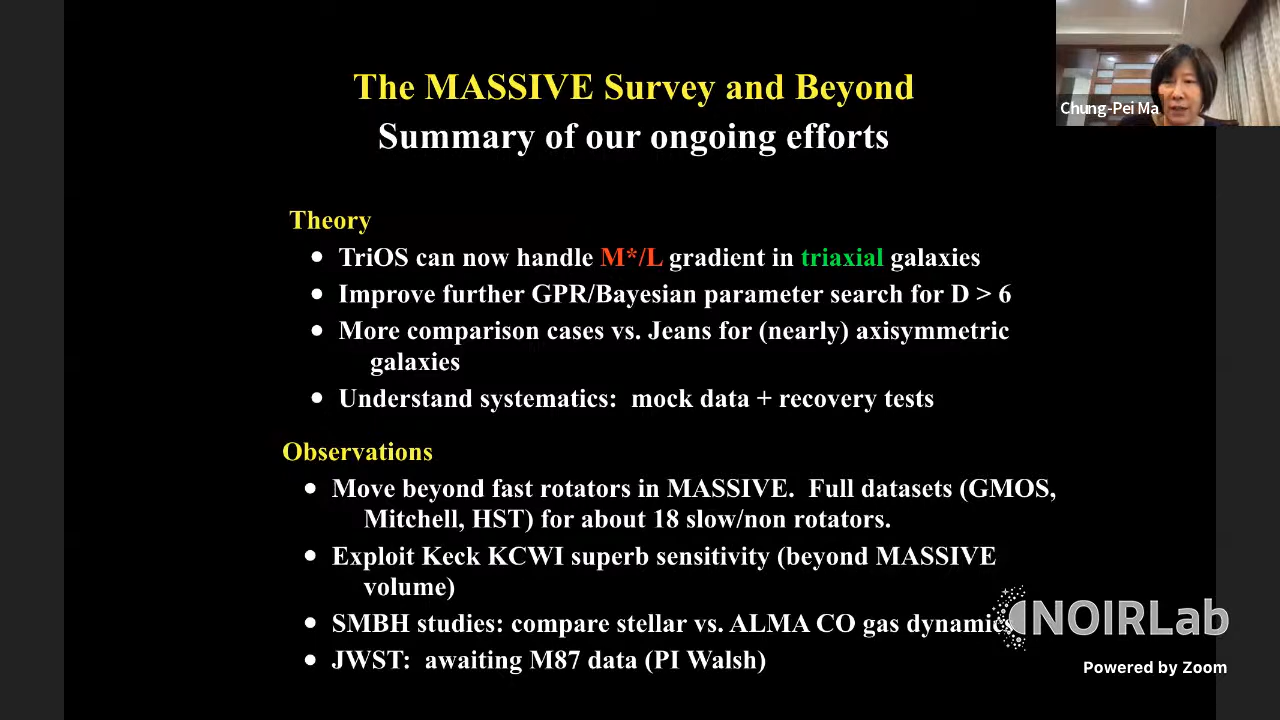 The MASSIVE Survey and Beyond
Summary of our ongoing efforts
Chung-Pei Ma
Theory
• TriOS can now handle M*/L gradient in triaxial galaxies
• Improve further GPR/Bayesian parameter search for D > 6
• More comparison cases vs. Jeans for (nearly) axisymmetric
galaxies
• Understand systematics: mock data + recovery tests
Observations
• Move beyond fast rotators in MASSIVE. Full datasets (GMOS,
Mitchell, HST) for about 18 slow/non rotators.
• Exploit Keck KCWI superb sensitivity (beyond MASSIVE
volume)
• SMBH studies: compare stellar vs. ALMA CO gas dynamics
• JWST: awaiting M87 data (PI Walsh)
NOIRLab
Powered by Zoom